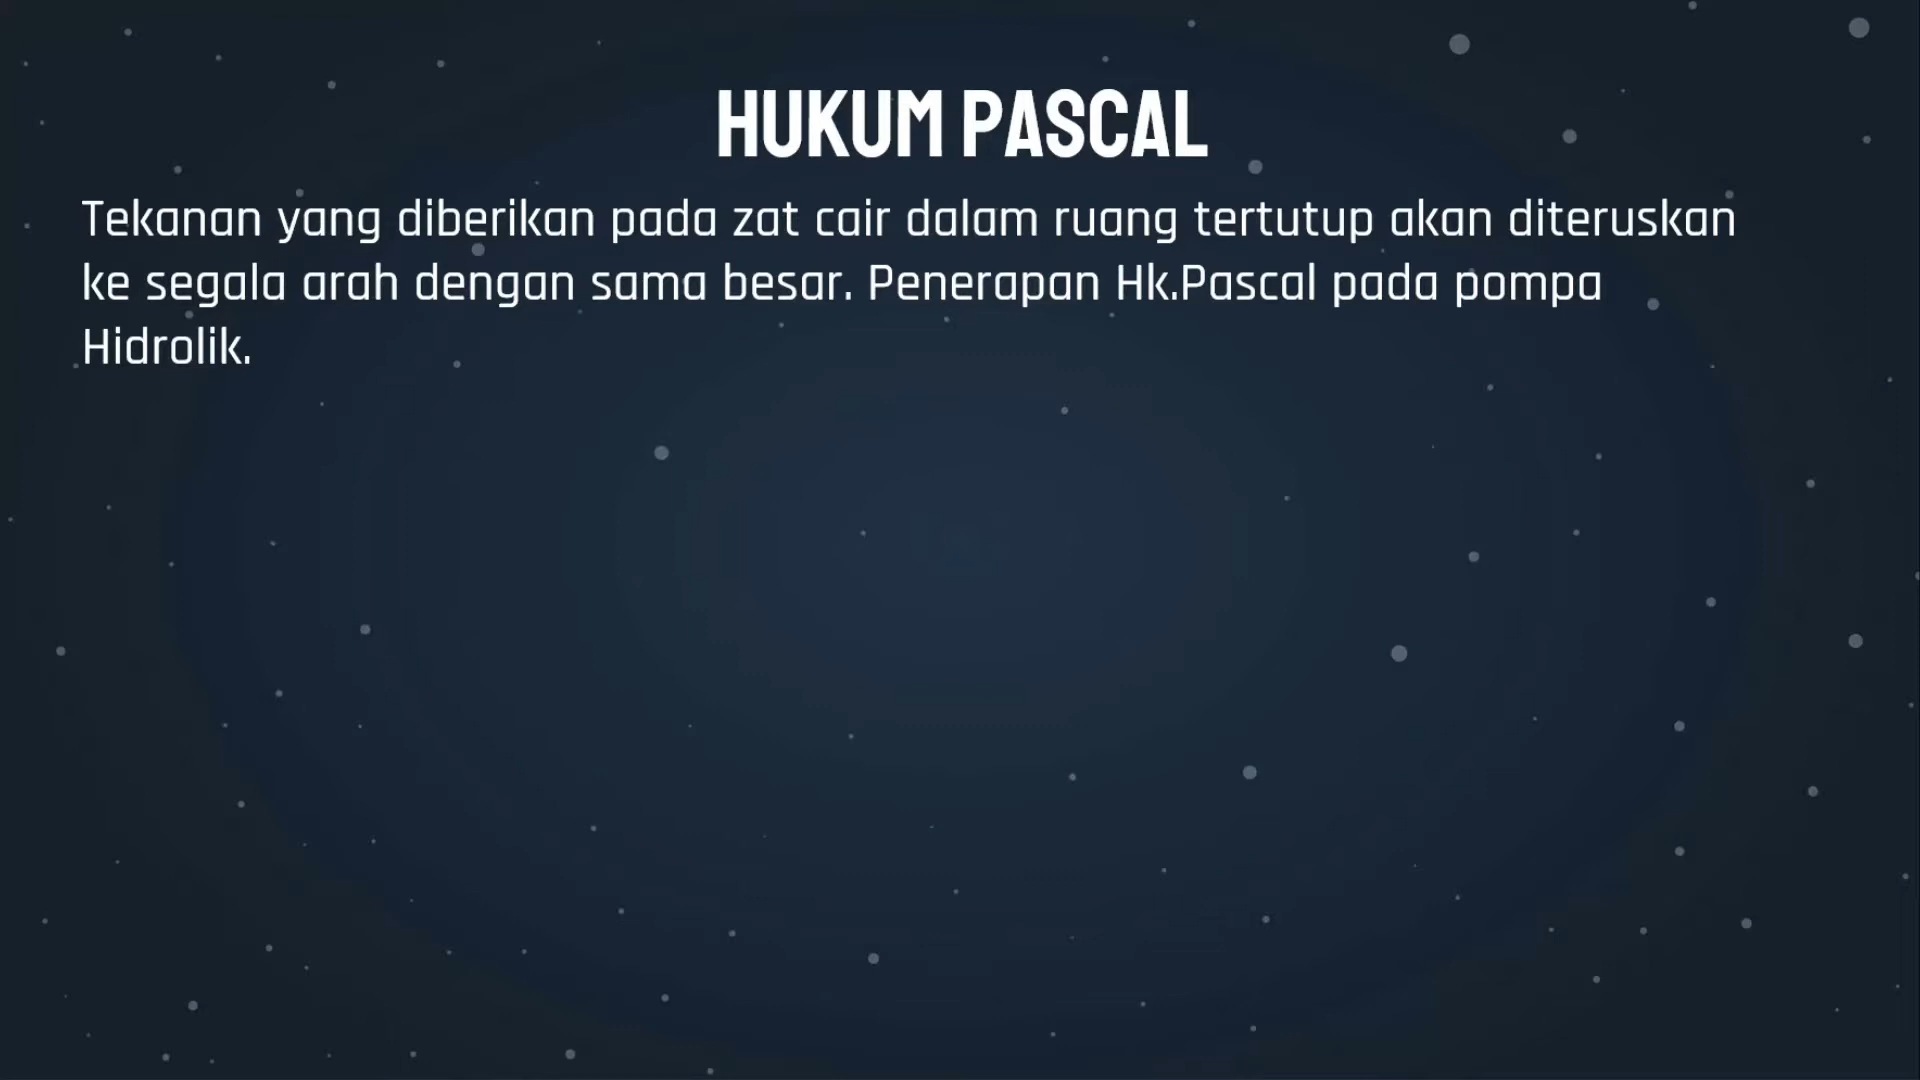 HUKUM PASCAL
Tekanan yang diberikan pada zat cair dalam ruang tertutup akan diteruskan
ke segala arah dengan sama besar. Penerapan Hk.Pascal pada pompa
Hidrolik.